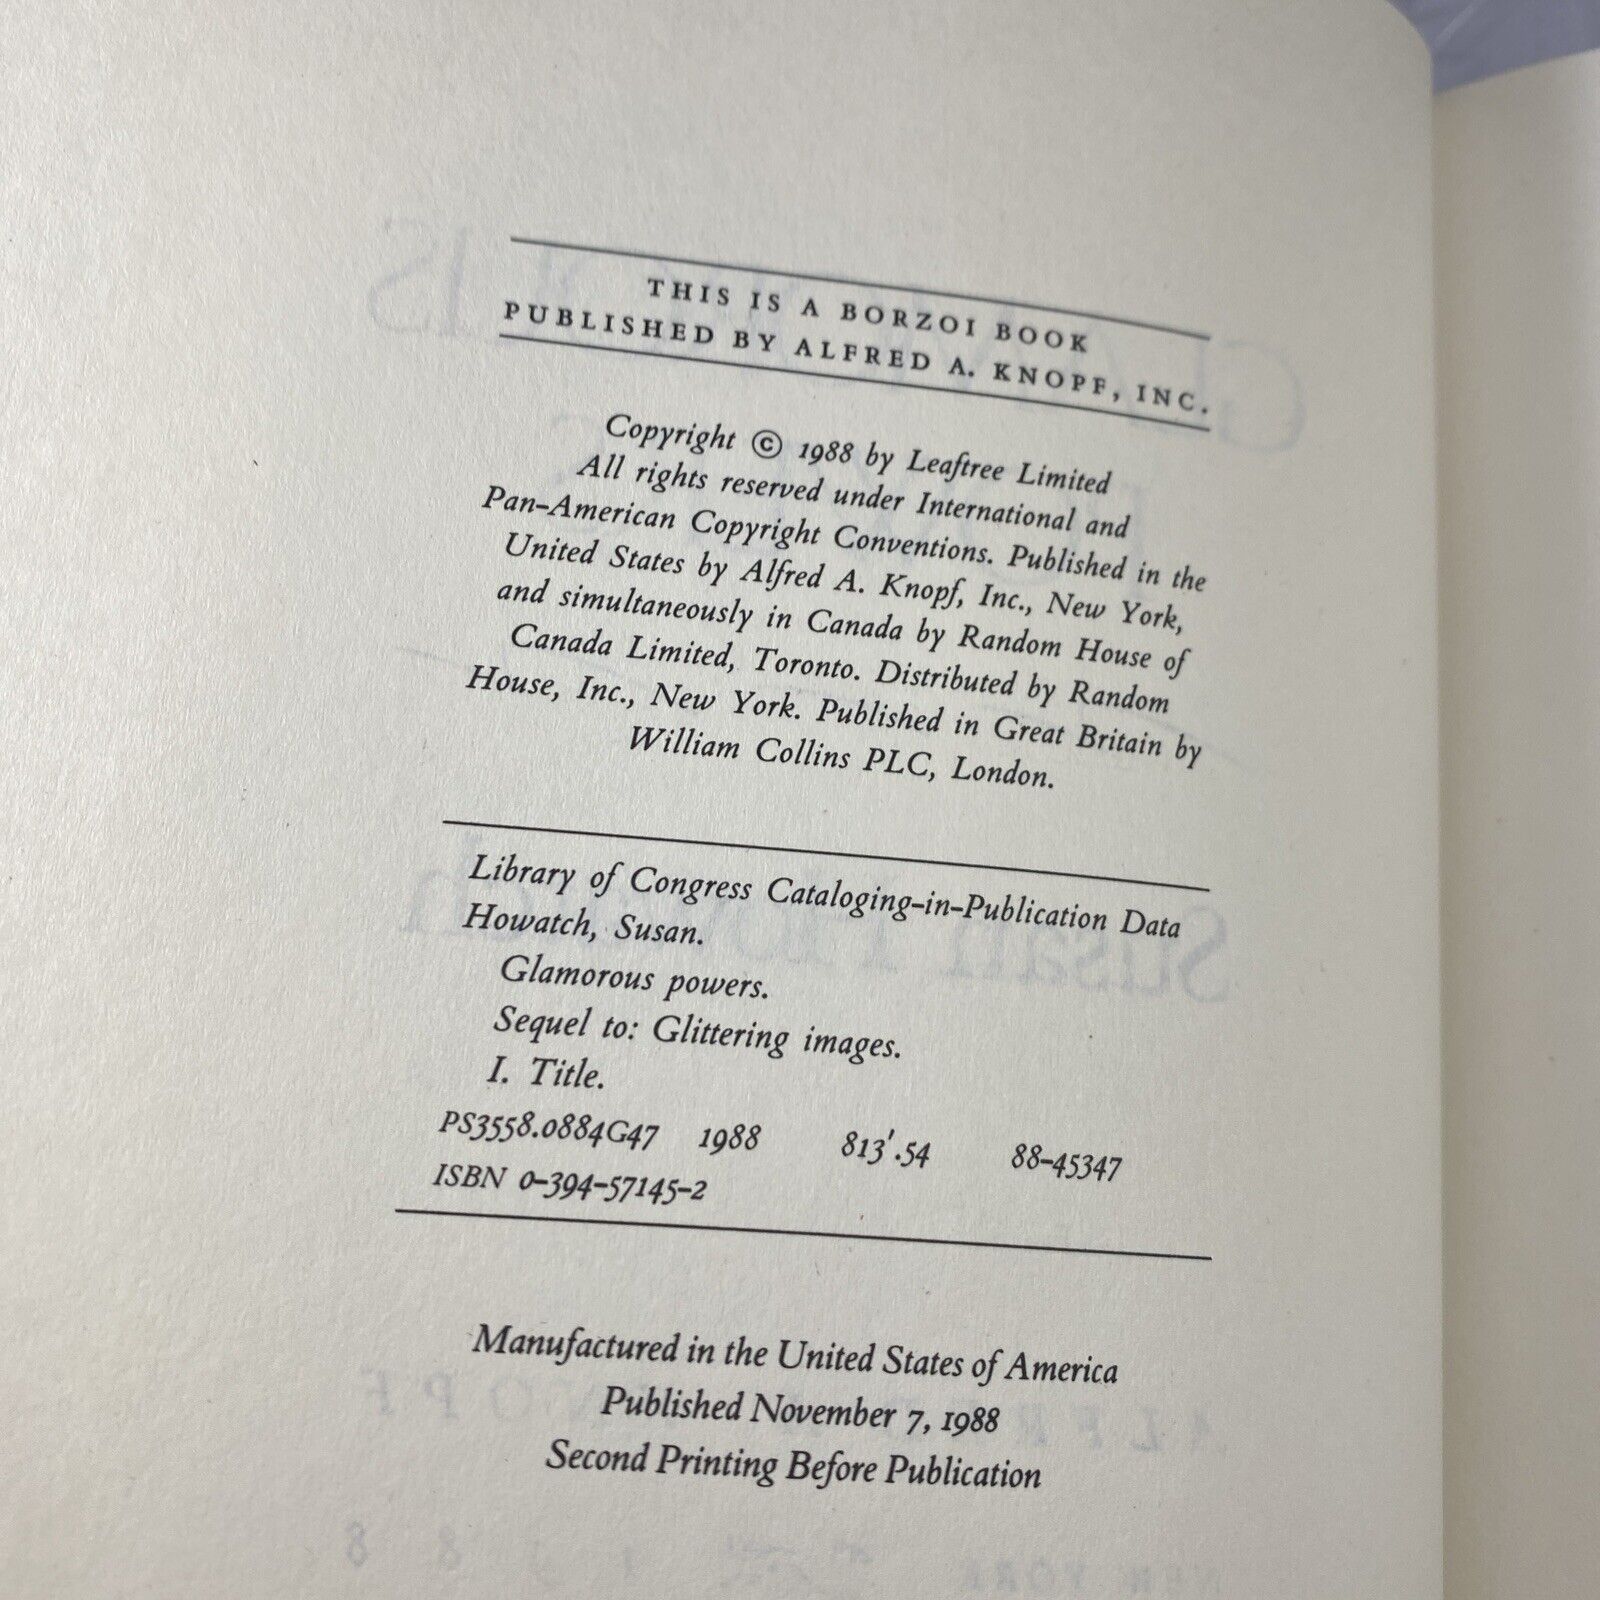 THIS IS A BORZOI BOOK
PUBLISHED BY ALFRED A. KNOPF, INC.
Copyright © 1988 by Leaftree Limited
All rights reserved under International and
Pan-American Copyright Conventions. Published in the
United States by Alfred A. Knopf, Inc., New York,
and simultaneously in Canada by Random House of
Canada Limited, Toronto. Distributed by Random
House, Inc., New York. Published in Great Britain by
William Collins PLC, London.
Library of Congress Cataloging-in-Publication Data
Howatch, Susan.
Glamorous powers.
Sequel to: Glittering images.
I. Title.
PS3558.0884G47 1988 813'.54 88-45347
ISBN 0-394-57145-2
Manufactured in the United States of America
Published November 7, 1988
Second Printing Before Publication